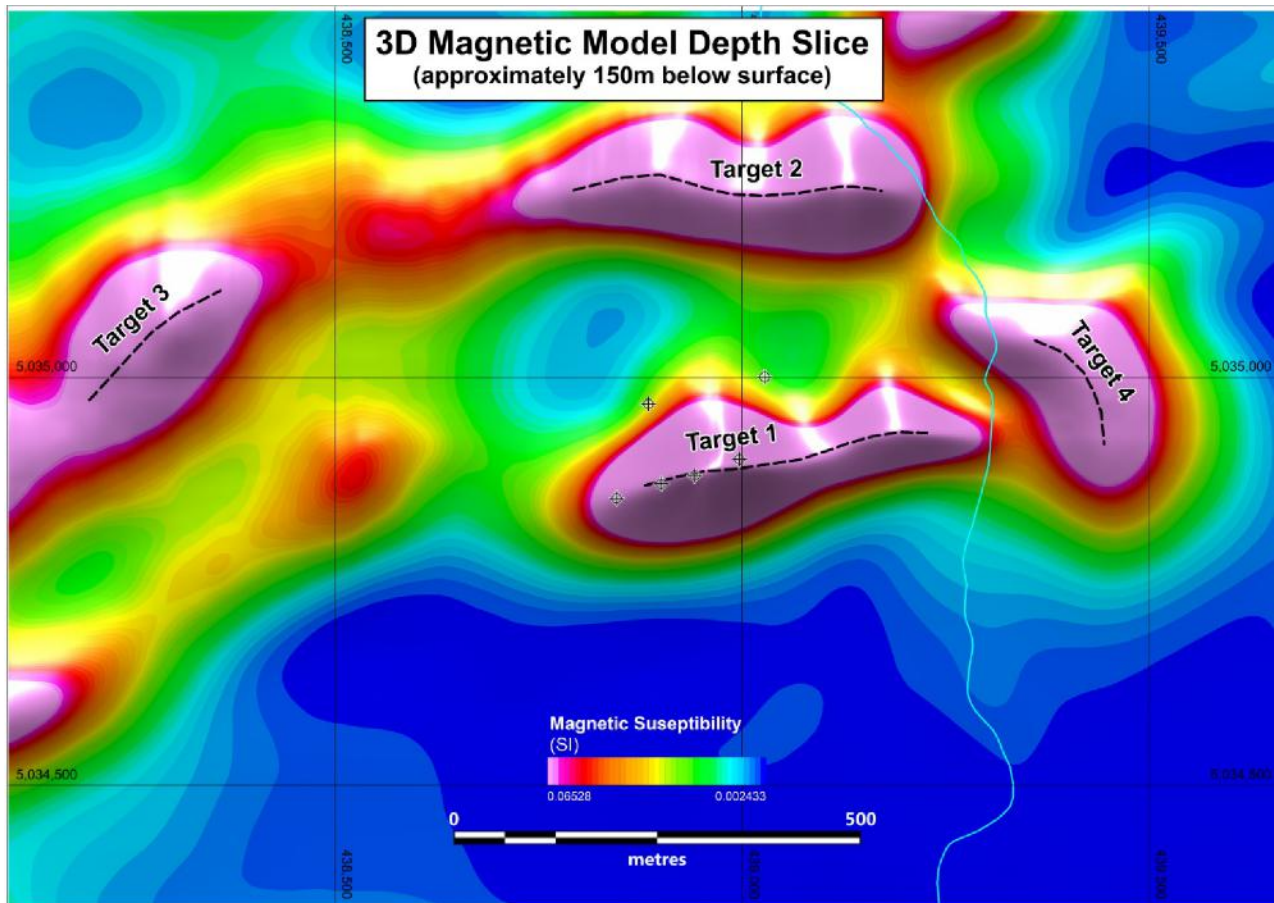 438,500
439,500
3D Magnetic Model Depth Slice
(approximately 150m below surface)
Target 2
Target 3
Target 4
5,035,000
5,035,000
Target 1
Magnetic Suseptibility
(SI)
0.06528
0.002433
5,034,500
5,034,500
0
500
metres
438,500
439,000
439,500